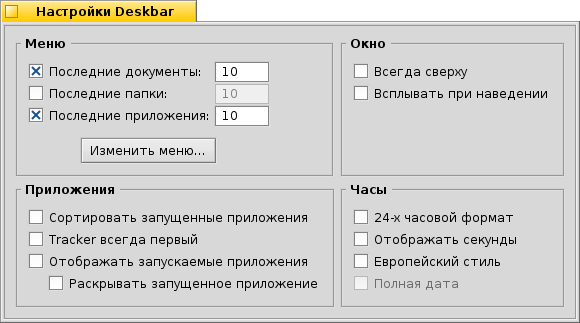 Настройки Deskbar
Меню
Последние документы: 10
Последние папки: 10
Последние приложения: 10
Изменить меню...
Окно
Всегда сверху
Всплывать при наведении
Приложения
Сортировать запущенные приложения
Tracker всегда первый
Отображать запускаемые приложения
Раскрывать запущенное приложение
Часы
24-х часовой формат
Отображать секунды
Европейский стиль
Полная дата